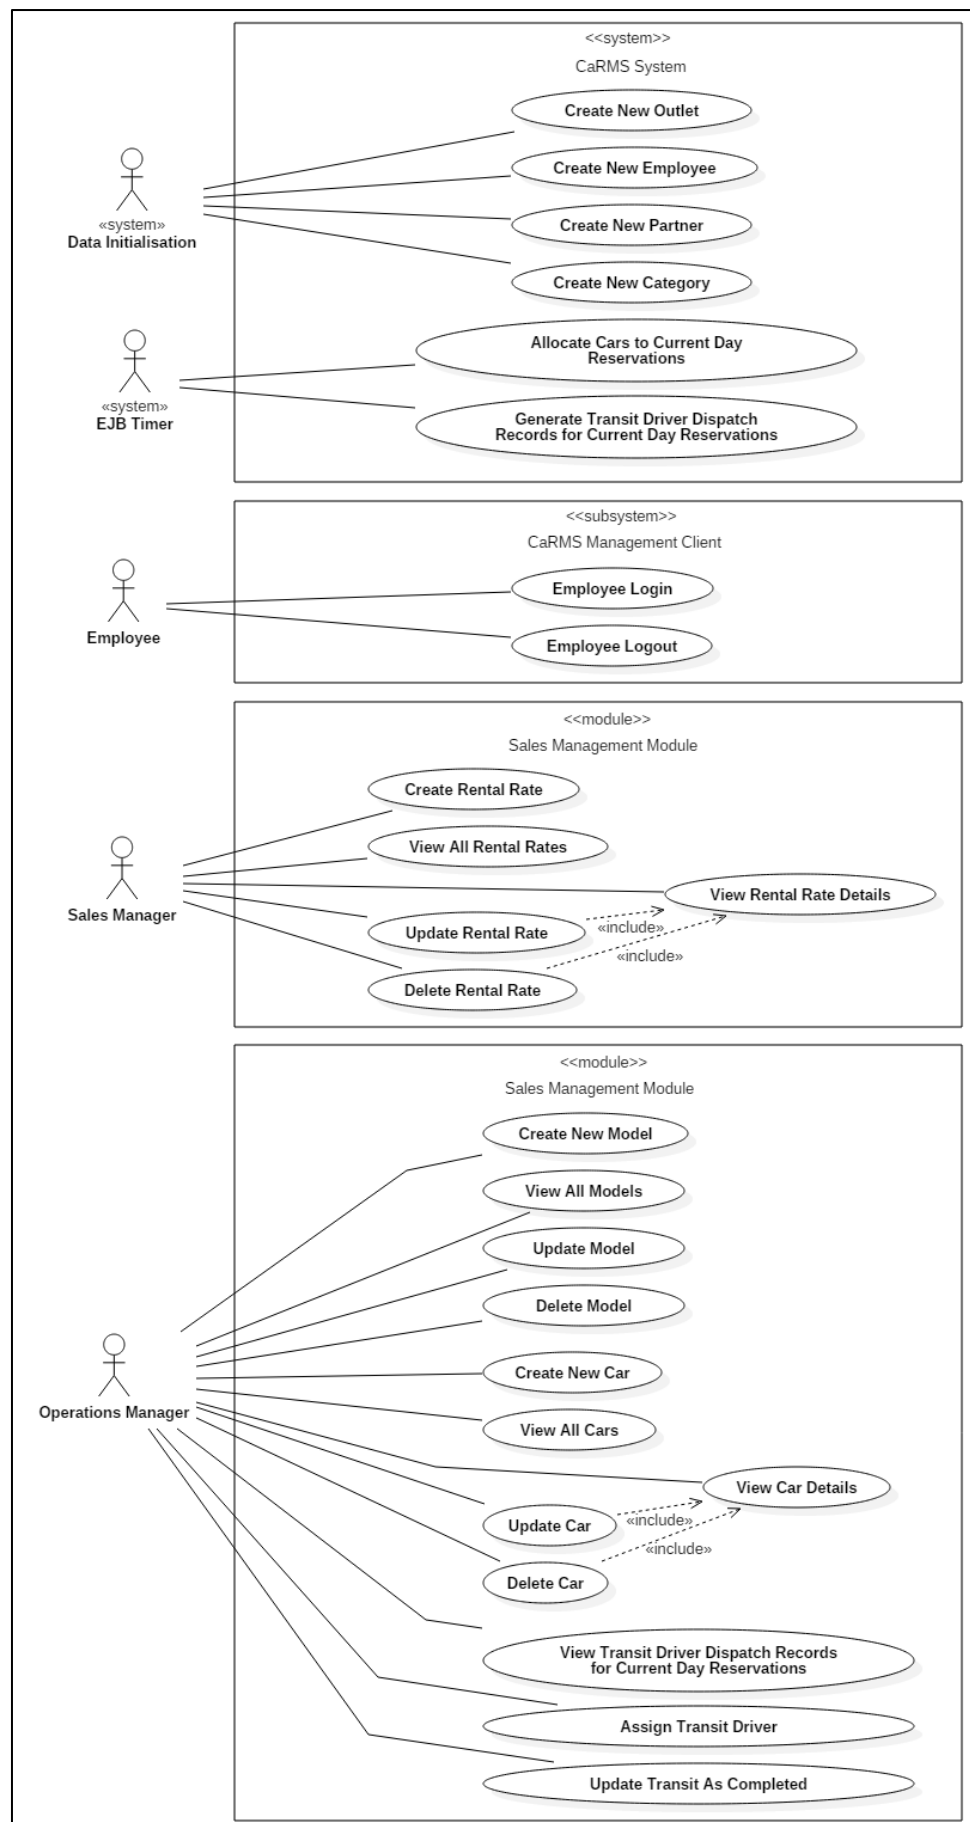 <<system>>
CaRMS System
Create New Outlet
Create New Employee
Create New Partner
Create New Category
«system»
Data Initialisation
Allocate Cars to Current Day
Reservations
Generate Transit Driver Dispatch
Records for Current Day Reservations
«system»
EJB Timer
<<subsystem>>
CaRMS Management Client
Employee Login
Employee Logout
Employee
<<module>>
Sales Management Module
Create Rental Rate
View All Rental Rates
View Rental Rate Details
Update Rental Rate
«include»
«include»
Delete Rental Rate
Sales Manager
<<module>>
Sales Management Module
Create New Model
View All Models
Update Model
Delete Model
Create New Car
View All Cars
View Car Details
Update Car
«include»
«include»
Delete Car
Operations Manager
View Transit Driver Dispatch Records
for Current Day Reservations
Assign Transit Driver
Update Transit As Completed